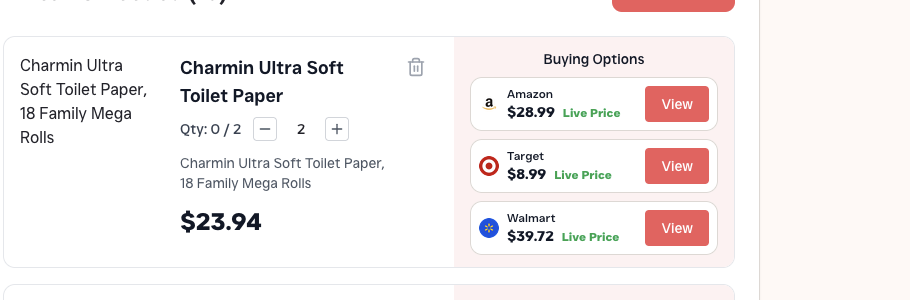 Charmin Ultra
Soft Toilet Paper,
18 Family Mega
Rolls
Charmin Ultra Soft
Toilet Paper
Qty: 0 / 2
2
Charmin Ultra Soft Toilet Paper,
18 Family Mega Rolls
$23.94
Buying Options
Amazon
$28.99 Live Price
View
Target
$8.99 Live Price
View
Walmart
$39.72 Live Price
View